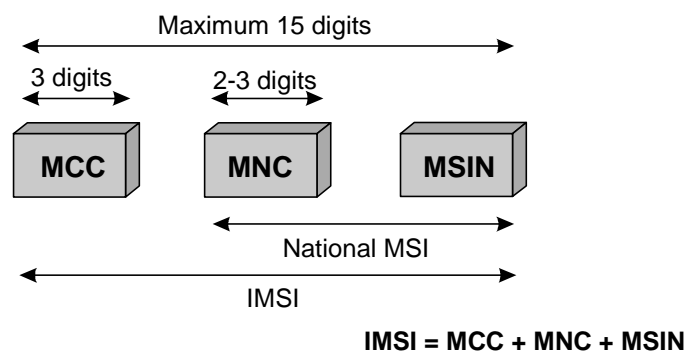 Maximum 15 digits
3 digits 2-3 digits
MCC MNC MSIN
National MSI
IMSI
IMSI = MCC + MNC + MSIN